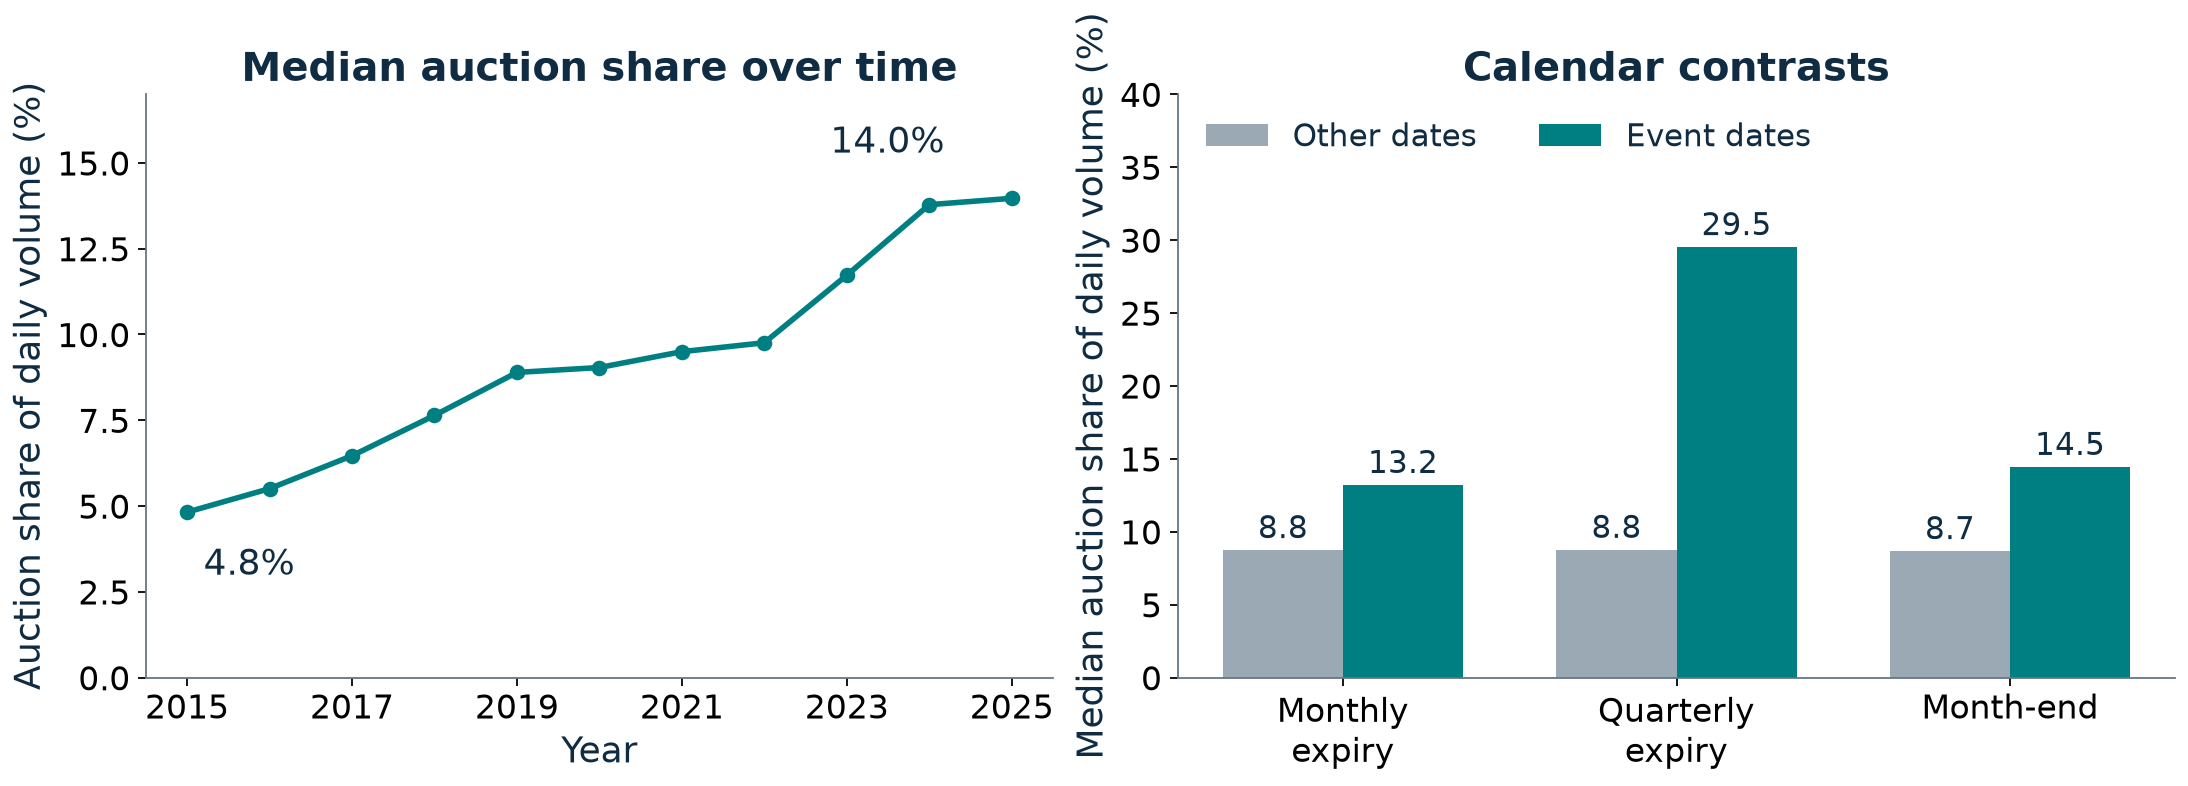 Median auction share over time
Auction share of daily volume (%)
15.0
12.5
10.0
7.5
5.0
2.5
0.0
14.0%
4.8%
2015 2017 2019 2021 2023 2025
Year
Calendar contrasts
Median auction share of daily volume (%)
40
35
30
25
20
15
10
5
0
Other dates Event dates
8.8 13.2 8.8 29.5 8.7 14.5
Monthly
expiry
Quarterly
expiry
Month-end